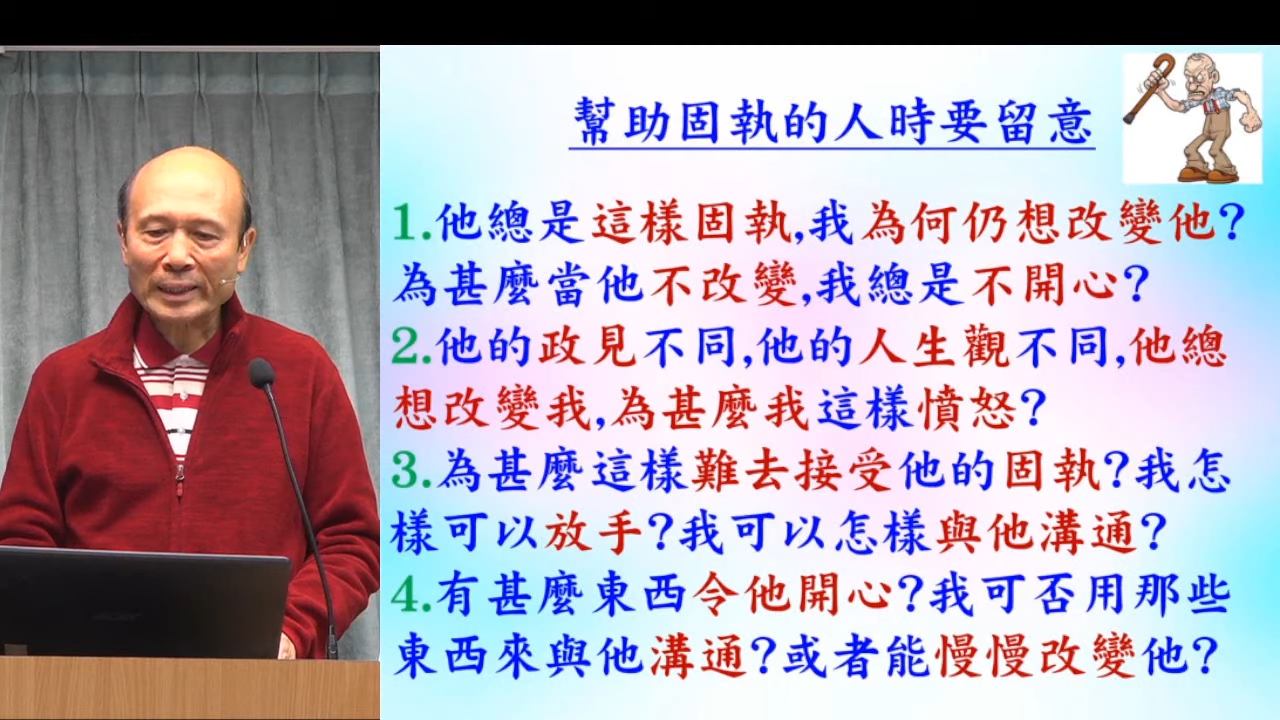 幫助固執的人時要留意
1.他總是這樣固執,我為何仍想改變他?
為甚麼當他不改變,我總是不開心?
2.他的政見不同,他的人生觀不同,他總
想改變我,為甚麼我這樣憤怒?
3.為甚麼這樣難去接受他的固執?我怎
樣可以放手?我可以怎樣與他溝通?
4.有甚麼東西令他開心?我可否用那些
東西來與他溝通?或者能慢慢改變他?